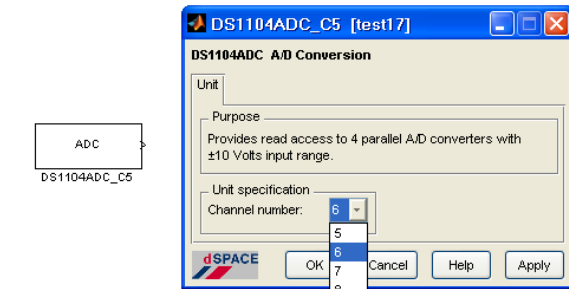 DS1104ADC_C5 [test17]
DS1104ADC A/D Conversion
Unit
Purpose
Provides read access to 4 parallel A/D converters with
±10 Volts input range.
ADC
DS1104ADC_C5
Unit specification
Channel number: 6
5
6
7
8
dSPACE
OK Cancel Help Apply